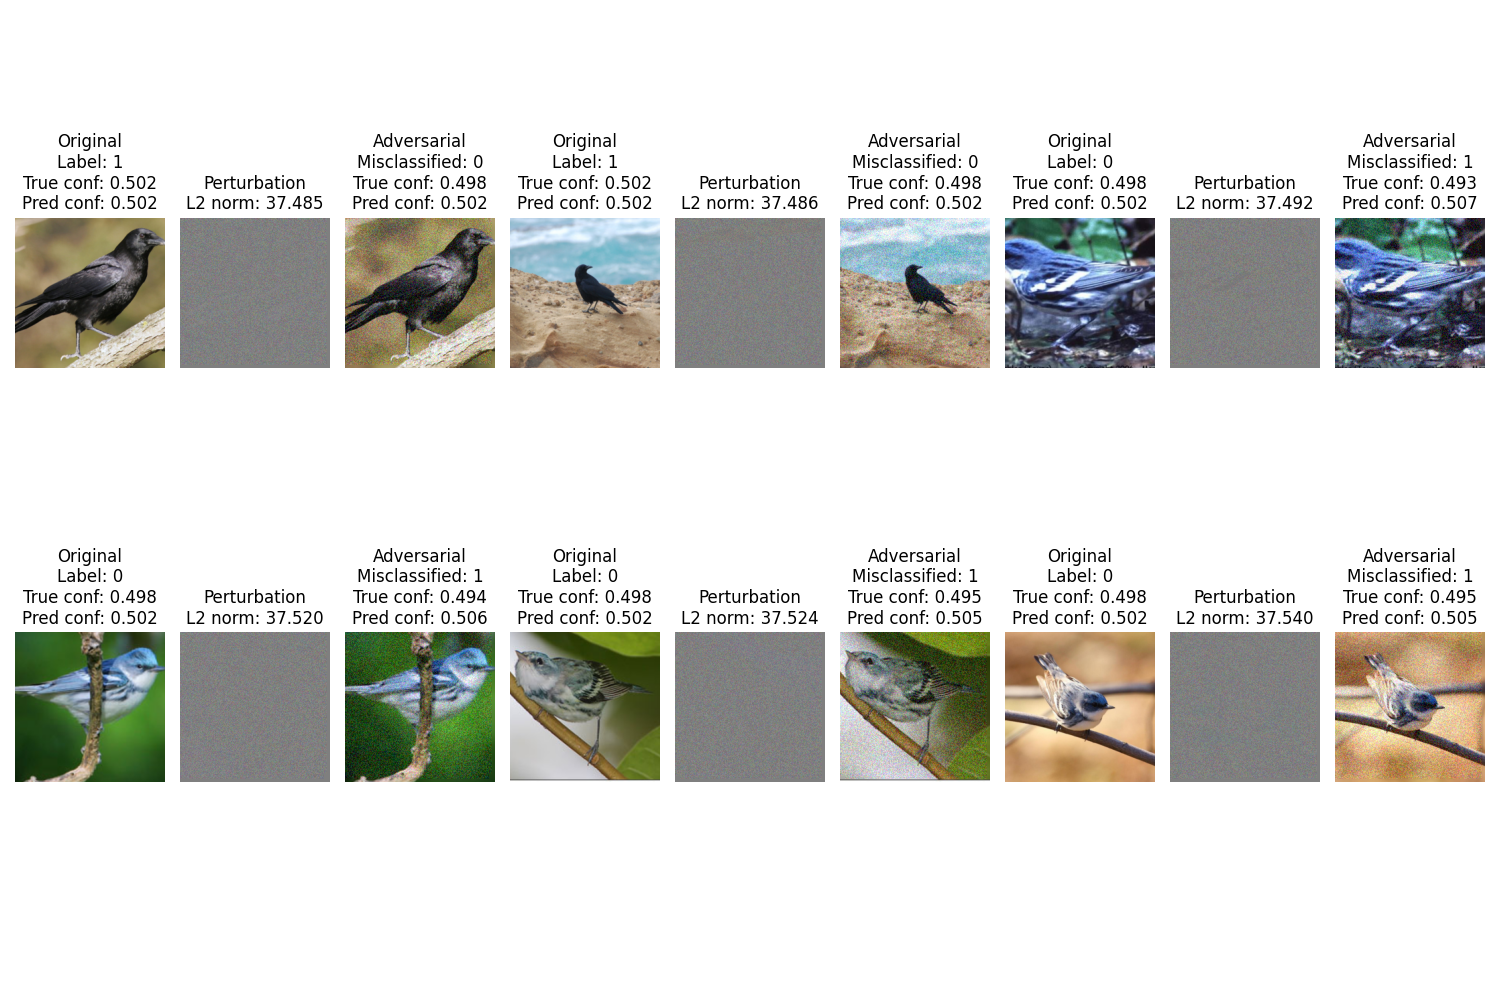 Original
Label: 1
True conf: 0.502
Pred conf: 0.502
Perturbation
L2 norm: 37.485
Adversarial
Misclassified: 0
True conf: 0.498
Pred conf: 0.502
Original
Label: 1
True conf: 0.502
Pred conf: 0.502
Perturbation
L2 norm: 37.486
Adversarial
Misclassified: 0
True conf: 0.498
Pred conf: 0.502
Original
Label: 0
True conf: 0.498
Pred conf: 0.502
Perturbation
L2 norm: 37.492
Adversarial
Misclassified: 1
True conf: 0.493
Pred conf: 0.507
Original
Label: 0
True conf: 0.498
Pred conf: 0.502
Perturbation
L2 norm: 37.520
Adversarial
Misclassified: 1
True conf: 0.494
Pred conf: 0.506
Original
Label: 0
True conf: 0.498
Pred conf: 0.502
Perturbation
L2 norm: 37.524
Adversarial
Misclassified: 1
True conf: 0.495
Pred conf: 0.505
Original
Label: 0
True conf: 0.498
Pred conf: 0.502
Perturbation
L2 norm: 37.540
Adversarial
Misclassified: 1
True conf: 0.495
Pred conf: 0.505